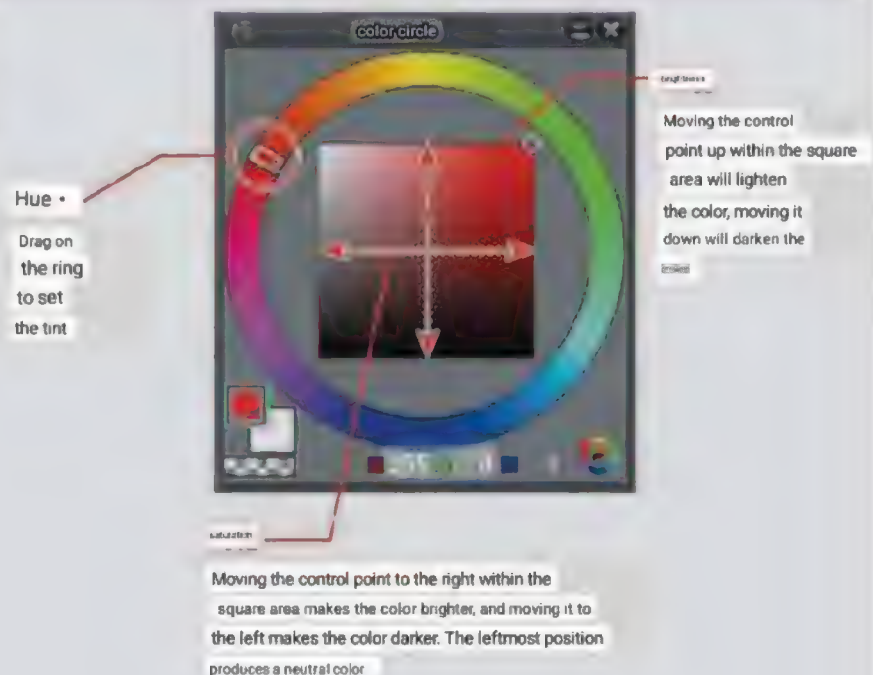 color circle
brightness
Moving the control
point up within the square
area will lighten
the color, moving it
down will darken the
Hue •
Drag on
the ring
to set
the tint
saturation
Moving the control point to the right within the
square area makes the color brighter, and moving it to
the left makes the color darker. The leftmost position
produces a neutral color